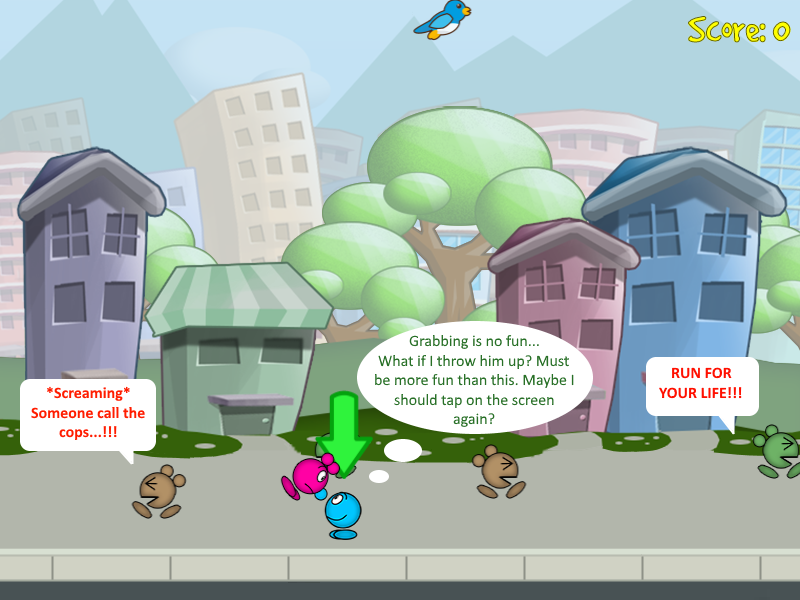 Score: 0
Grabbing is no fun...
What if I throw him up? Must
be more fun than this. Maybe I
should tap on the screen
again?
RUN FOR
YOUR LIFE!!!
*Screaming*
Someone call the
cops...!!!